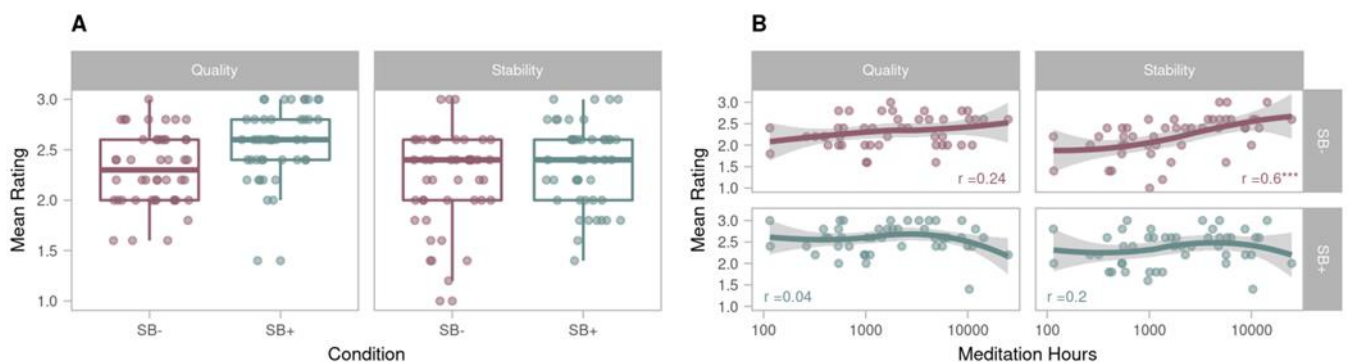 A
Quality
Stability
Mean Rating
3.0
2.5
2.0
1.5
1.0
SB-
SB+
SB-
SB+
Condition
B
Quality
Stability
Mean Rating
3.0
2.5
2.0
1.5
1.0
r =0.24
r =0.6***
SB-
3.0
2.5
2.0
1.5
1.0
r =0.04
r =0.2
SB+
100
1000
10000
100
1000
10000
Meditation Hours